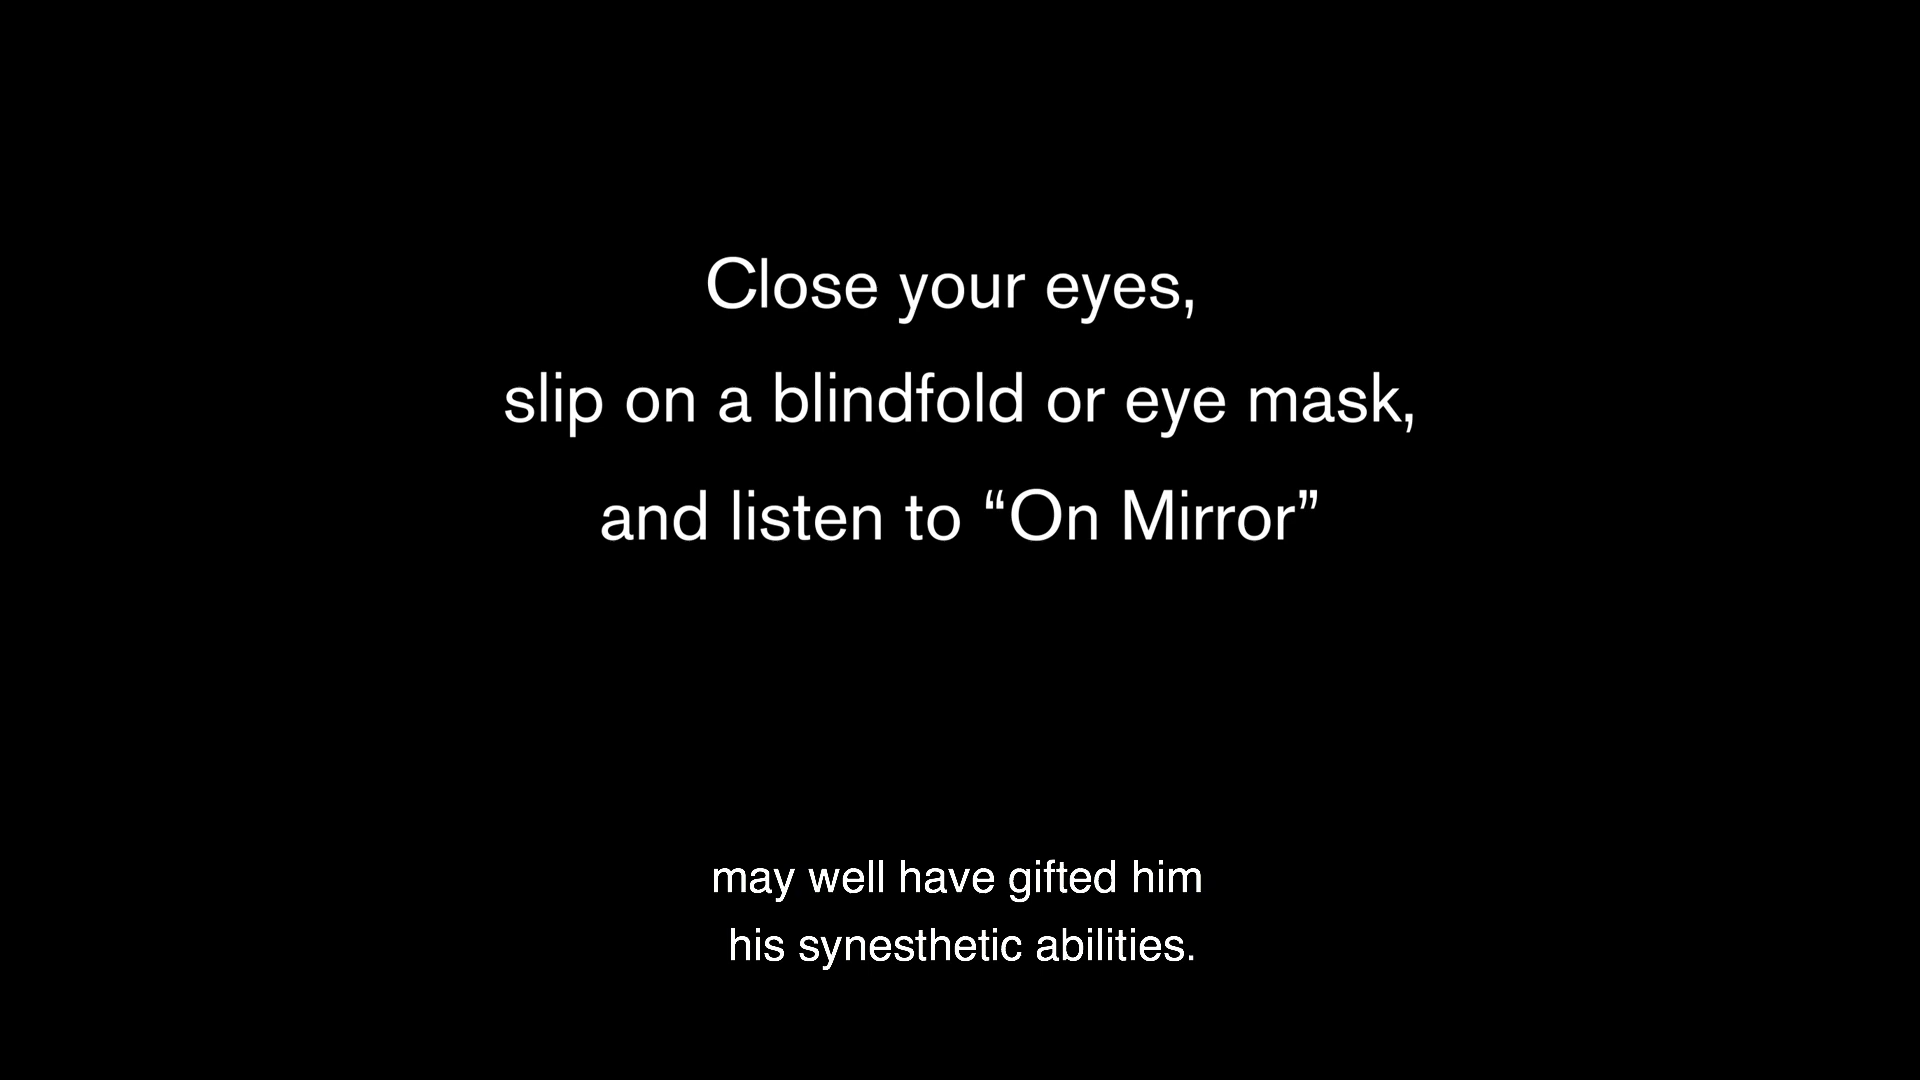 Close your eyes,
slip on a blindfold or eye mask,
and listen to “On Mirror”
may well have gifted him
his synesthetic abilities.